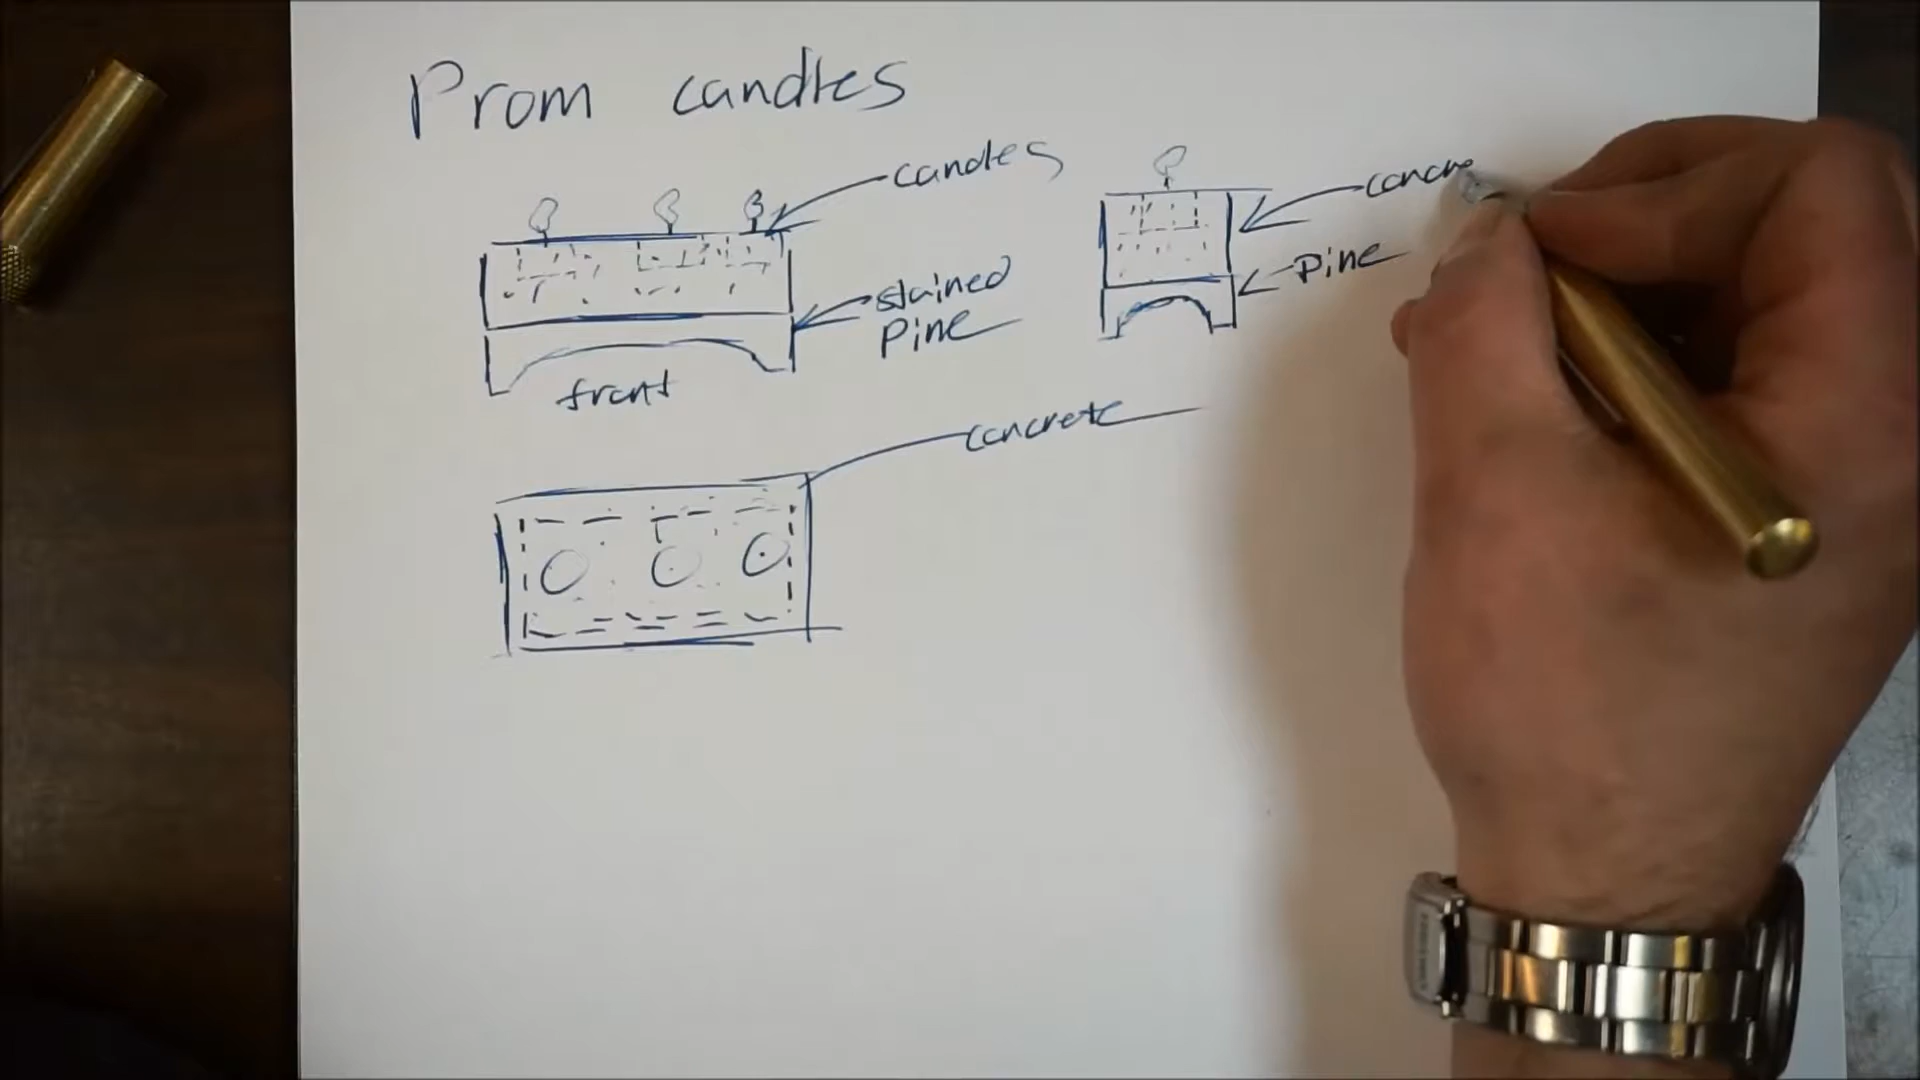 Prom candles
candles
stained
Pine
front
concre
Pine
concrete